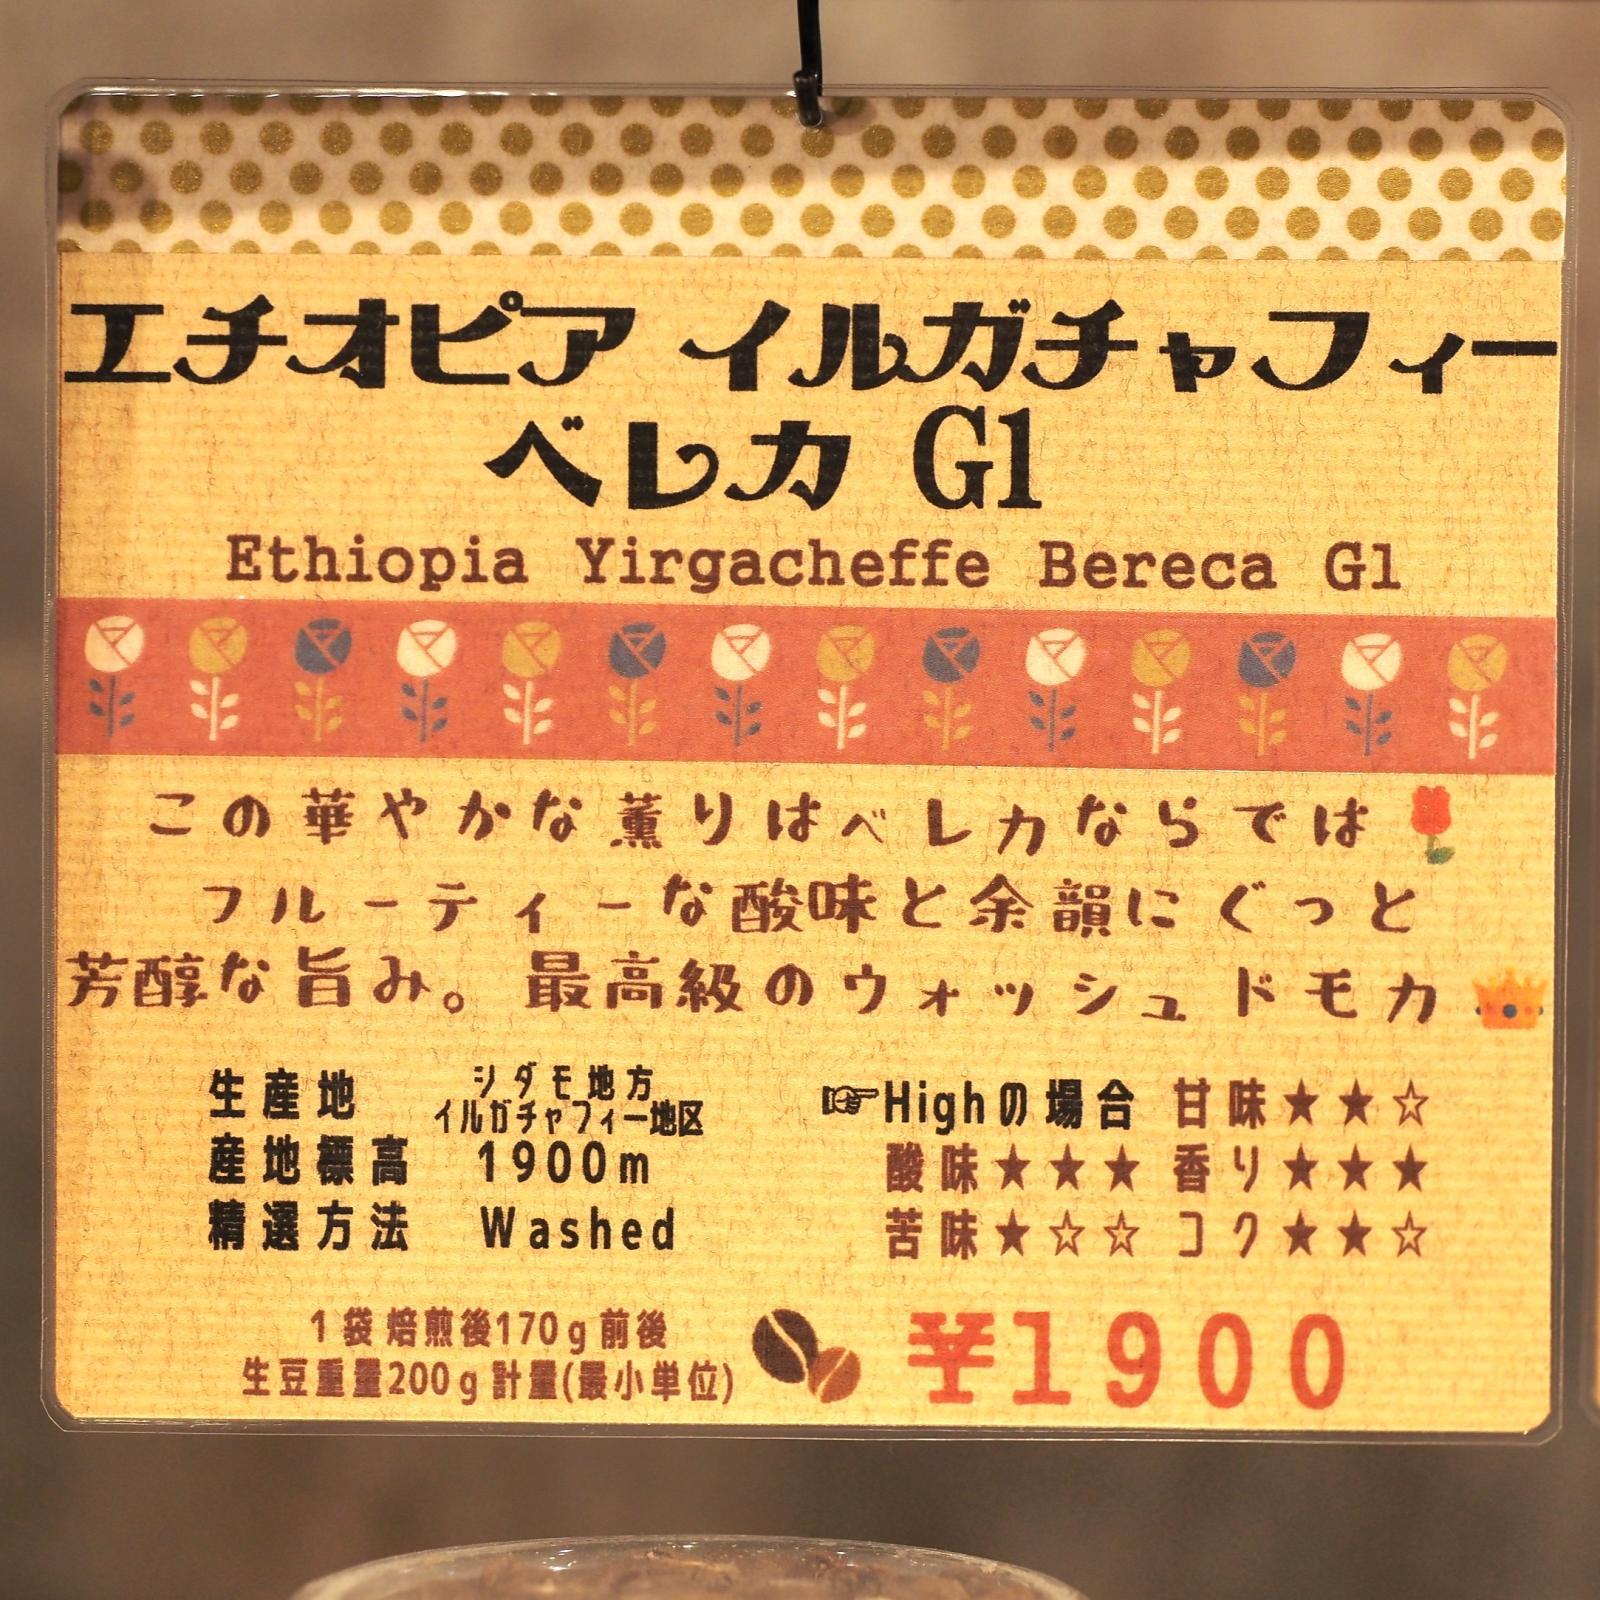 エチオピア イルガチャフィー
ベレカ G1
Ethiopia Yirgacheffe Bereca G1
この華やかな薫りはベレカならでは
フルーティーな酸味と余韻にぐっと
芳醇な旨み。最高級のウォッシュドモカ
生産地 シダモ地方
イルガチャフィー地区
産地標高 1900m
精選方法 Washed
☞Highの場合 甘味★★☆
酸味★★★ 香り★★★
苦味★☆☆ コク★★☆
1袋焙煎後170g前後
生豆重量200g計量(最小単位)
¥1900